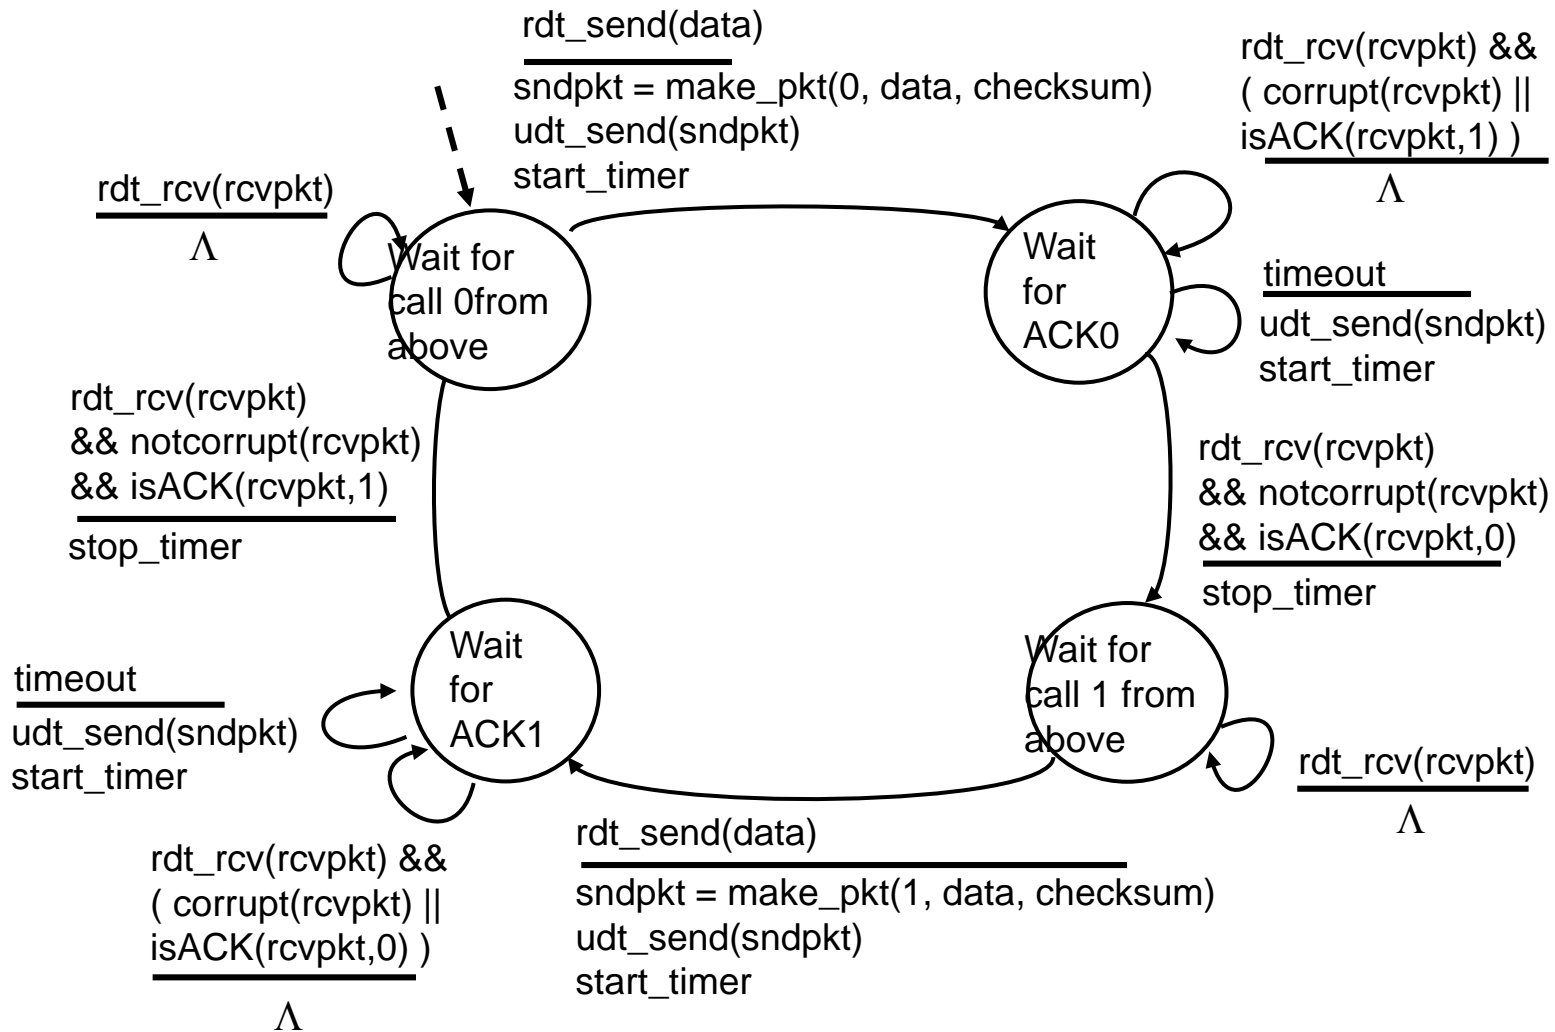 rdt_send(data)
sndpkt = make_pkt(0, data, checksum)
udt_send(sndpkt)
start_timer
rdt_rcv(rcvpkt) &&
( corrupt(rcvpkt) ||
isACK(rcvpkt,1) )
Λ
rdt_rcv(rcvpkt)
Λ
Wait for
call 0from
above
Wait
for
ACK0
timeout
udt_send(sndpkt)
start_timer
rdt_rcv(rcvpkt)
&& notcorrupt(rcvpkt)
&& isACK(rcvpkt,1)
stop_timer
rdt_rcv(rcvpkt)
&& notcorrupt(rcvpkt)
&& isACK(rcvpkt,0)
stop_timer
Wait
for
ACK1
Wait for
call 1 from
above
timeout
udt_send(sndpkt)
start_timer
rdt_rcv(rcvpkt)
Λ
rdt_rcv(rcvpkt) &&
( corrupt(rcvpkt) ||
isACK(rcvpkt,0) )
Λ
rdt_send(data)
sndpkt = make_pkt(1, data, checksum)
udt_send(sndpkt)
start_timer